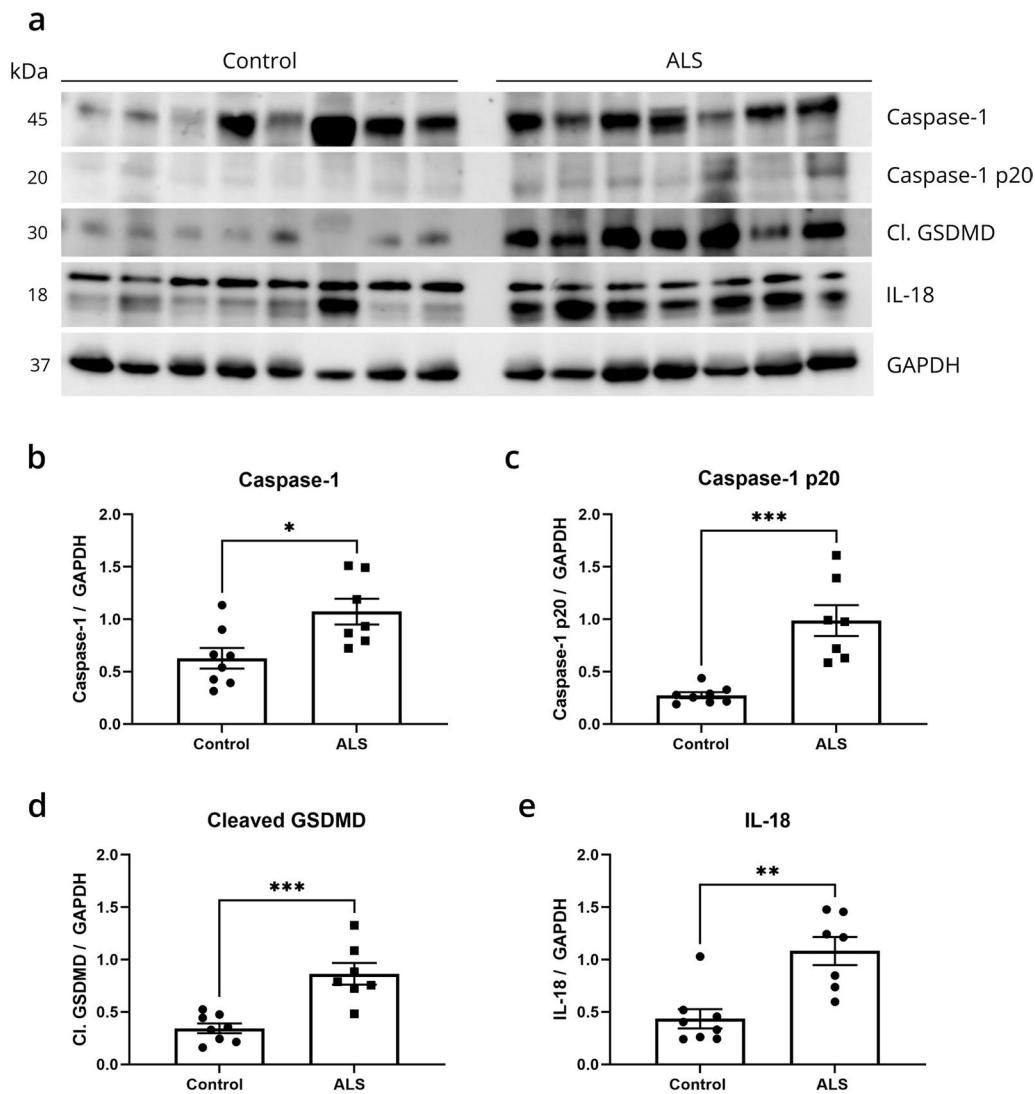 a
Control ALS
kDa
45 Caspase-1
20 Caspase-1 p20
30 Cl. GSDMD
18 IL-18
37 GAPDH
b
Caspase-1
Caspase-1 / GAPDH
2.0
1.5
1.0
0.5
0.0
*
Control ALS
c
Caspase-1 p20
Caspase-1 p20 / GAPDH
2.0
1.5
1.0
0.5
0.0
***
Control ALS
d
Cleaved GSDMD
Cl. GSDMD / GAPDH
2.0
1.5
1.0
0.5
0.0
***
Control ALS
e
IL-18
IL-18 / GAPDH
2.0
1.5
1.0
0.5
0.0
**
Control ALS